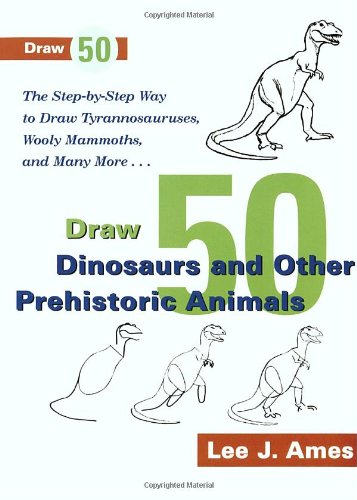 Copyrighted Material
Draw 50
The Step-by-Step Way
to Draw Tyrannosauruses,
Wooly Mammoths,
and Many More . . .
Draw
50
Dinosaurs and Other
Prehistoric Animals
Lee J. Ames
Copyrighted Material